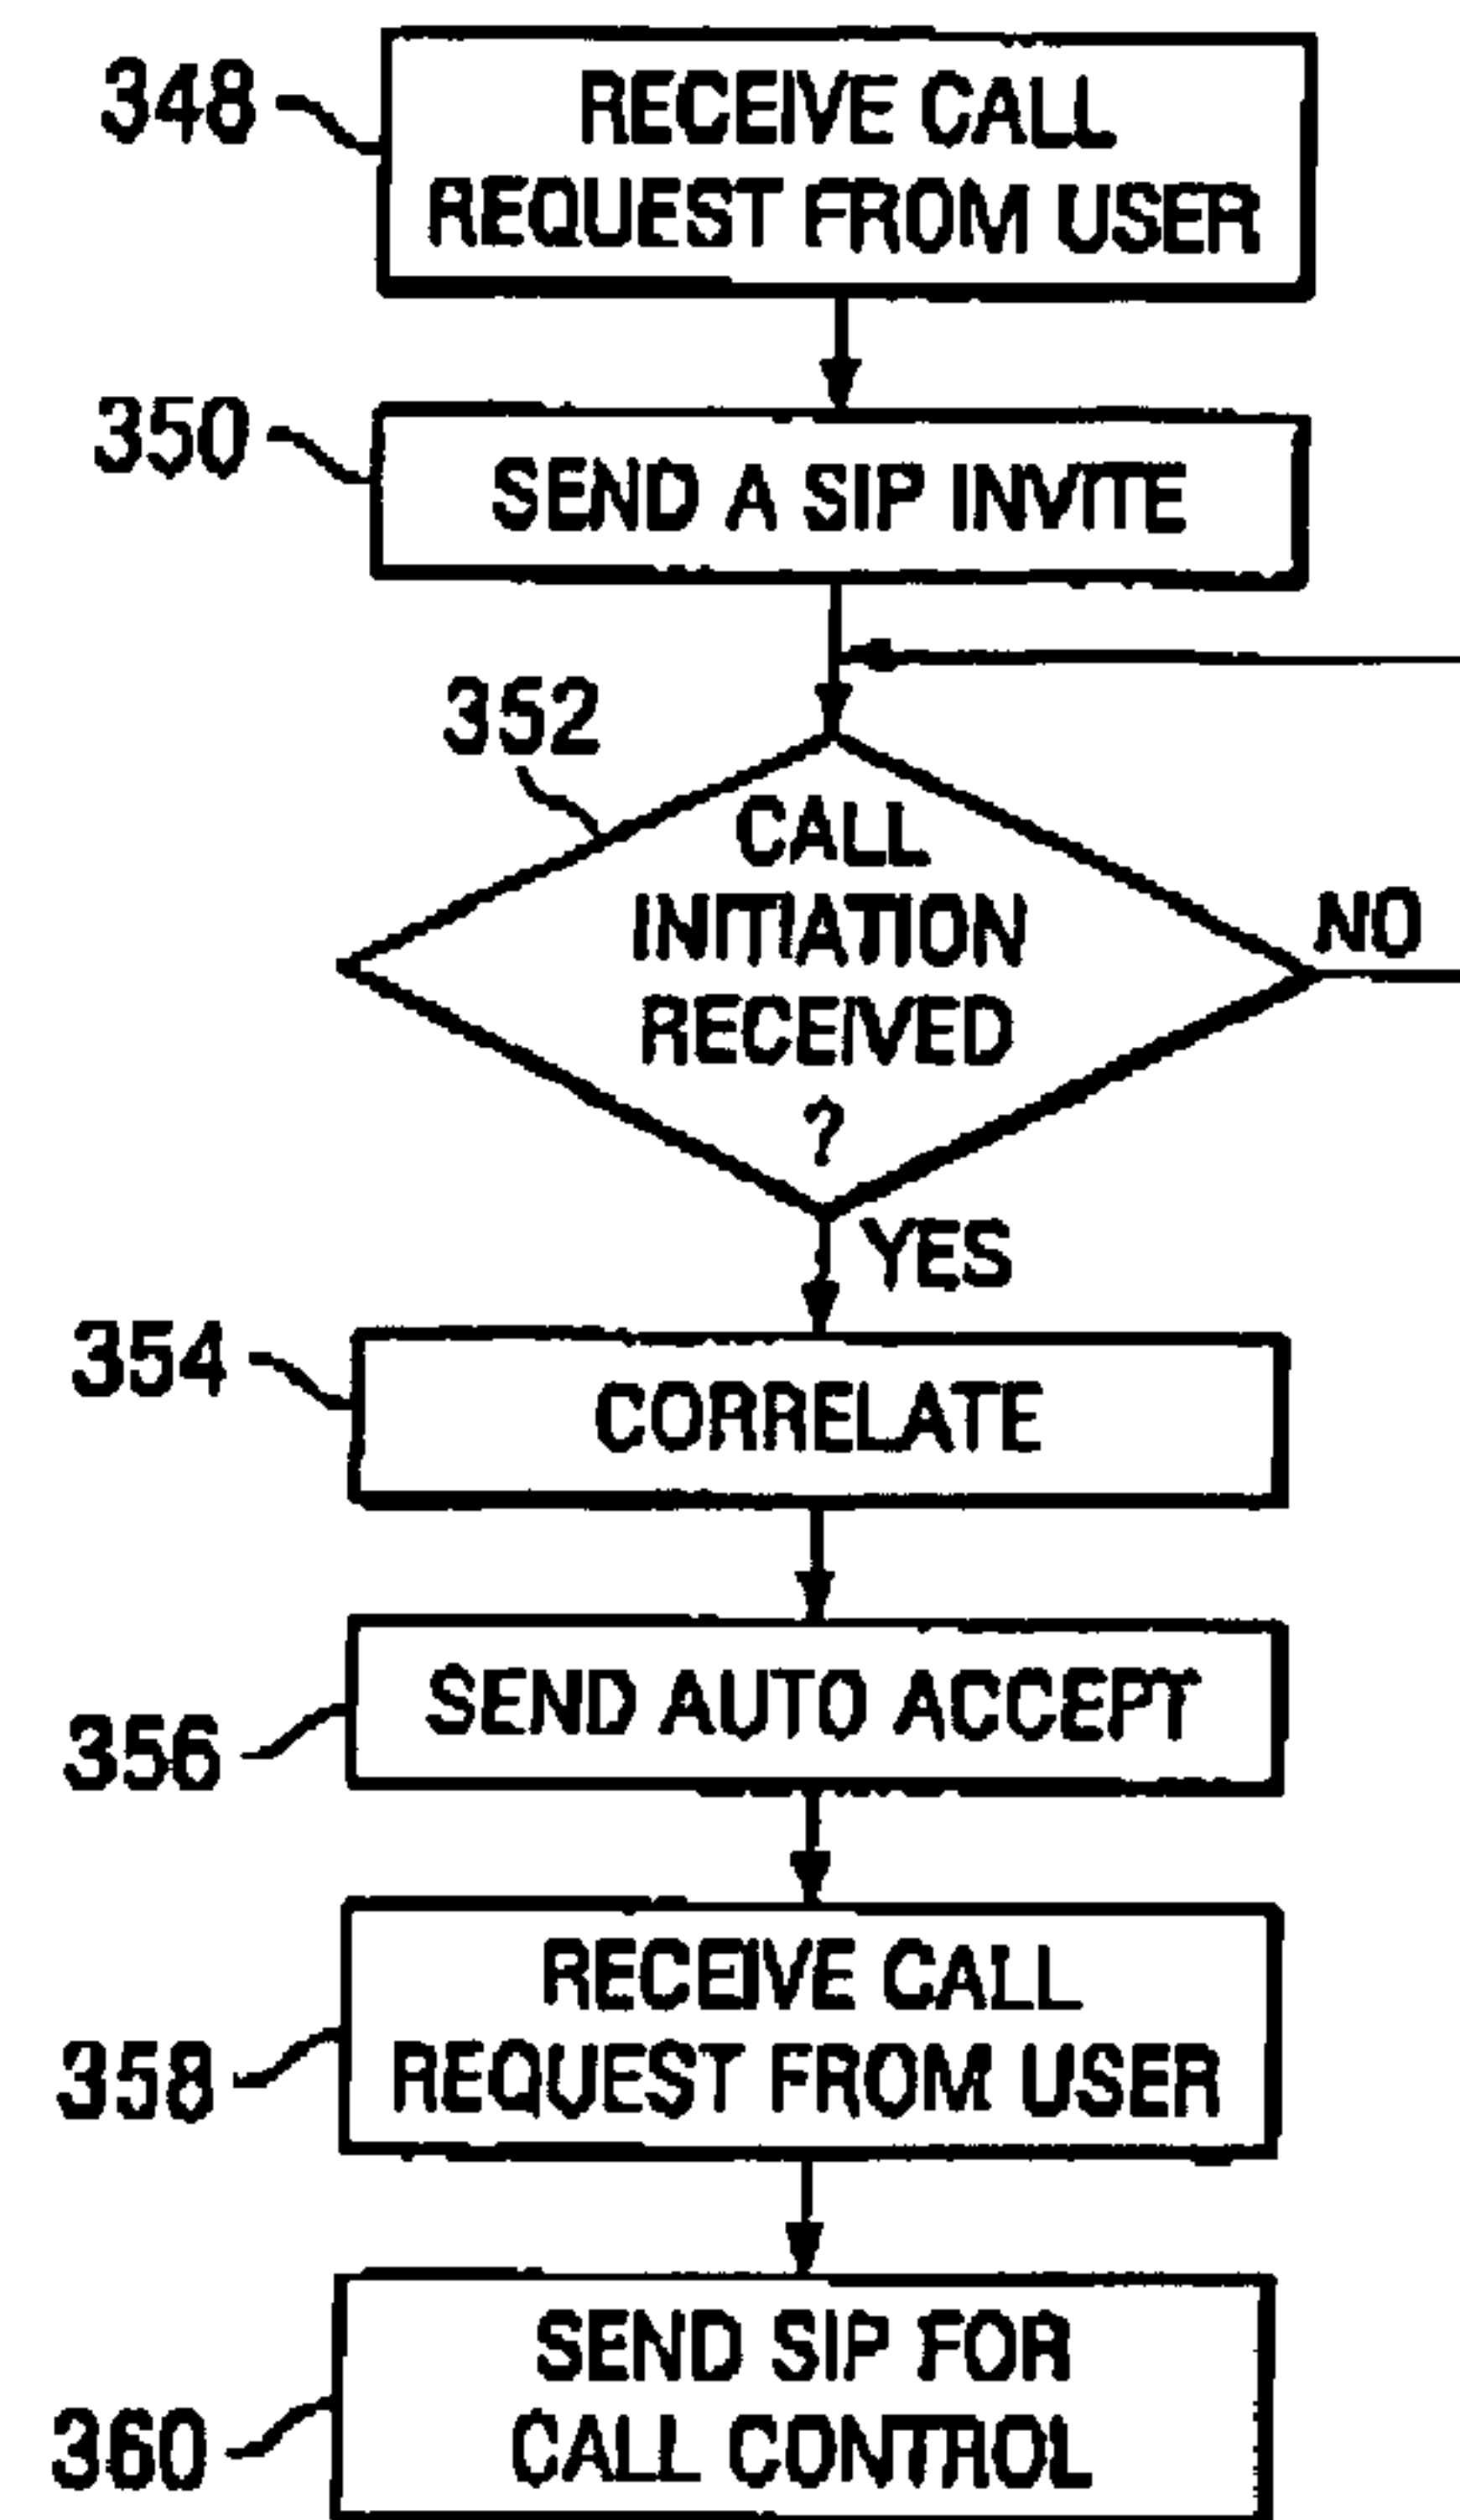 348
RECEIVE CALL
REQUEST FROM USER
350
SEND A SIP INVITE
352
CALL
INITIATION
RECEIVED
?
NO
YES
354
CORRELATE
SEND AUTO ACCEPT
356
RECEIVE CALL
REQUEST FROM USER
358
SEND SIP FOR
CALL CONTROL
360